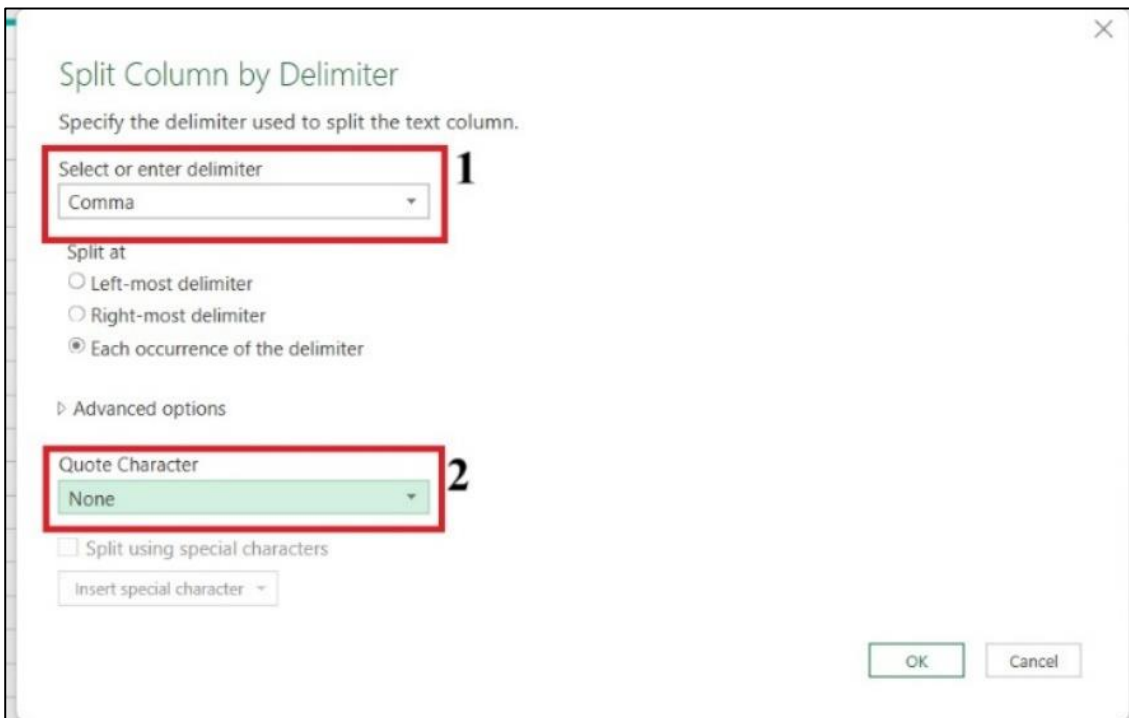 Split Column by Delimiter
Specify the delimiter used to split the text column.
Select or enter delimiter
1
Comma
Split at
Left-most delimiter
Right-most delimiter
Each occurrence of the delimiter
Advanced options
Quote Character
2
None
Split using special characters
Insert special character
OK
Cancel